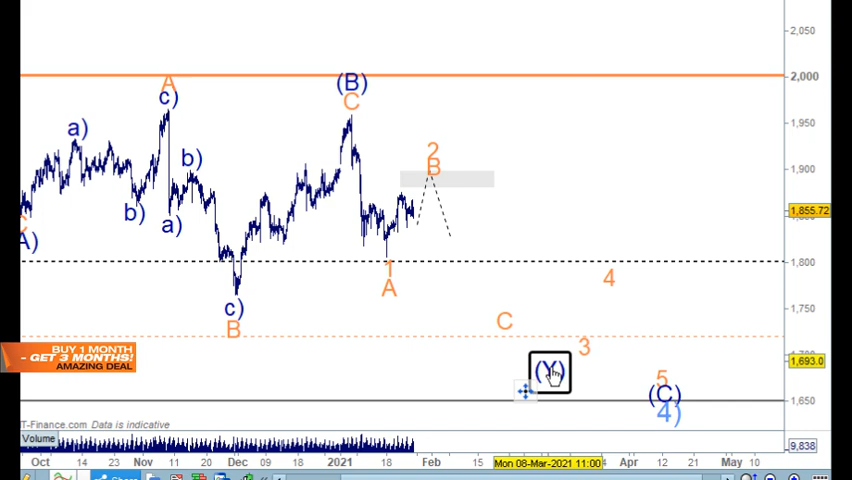 2,050
2,000
1,950
1,900
1,855.72
1,800
1,750
1,693.0
1,650
9,838
A
c)
a)
b)
b)
a)
A)
c)
B
(B)
C
2
B
1
A
C
4
3
(Y)
5
(C)
4)
BUY 1 MONTH
- GET 3 MONTHS!
AMAZING DEAL
T-Finance.com Data is indicative
Volume
Oct 14 23 Nov 11 20 Dec 09 18 2021 18 Feb 15 Mon 08-Mar-2021 11:00 4 Apr 12 21 May 10
Share